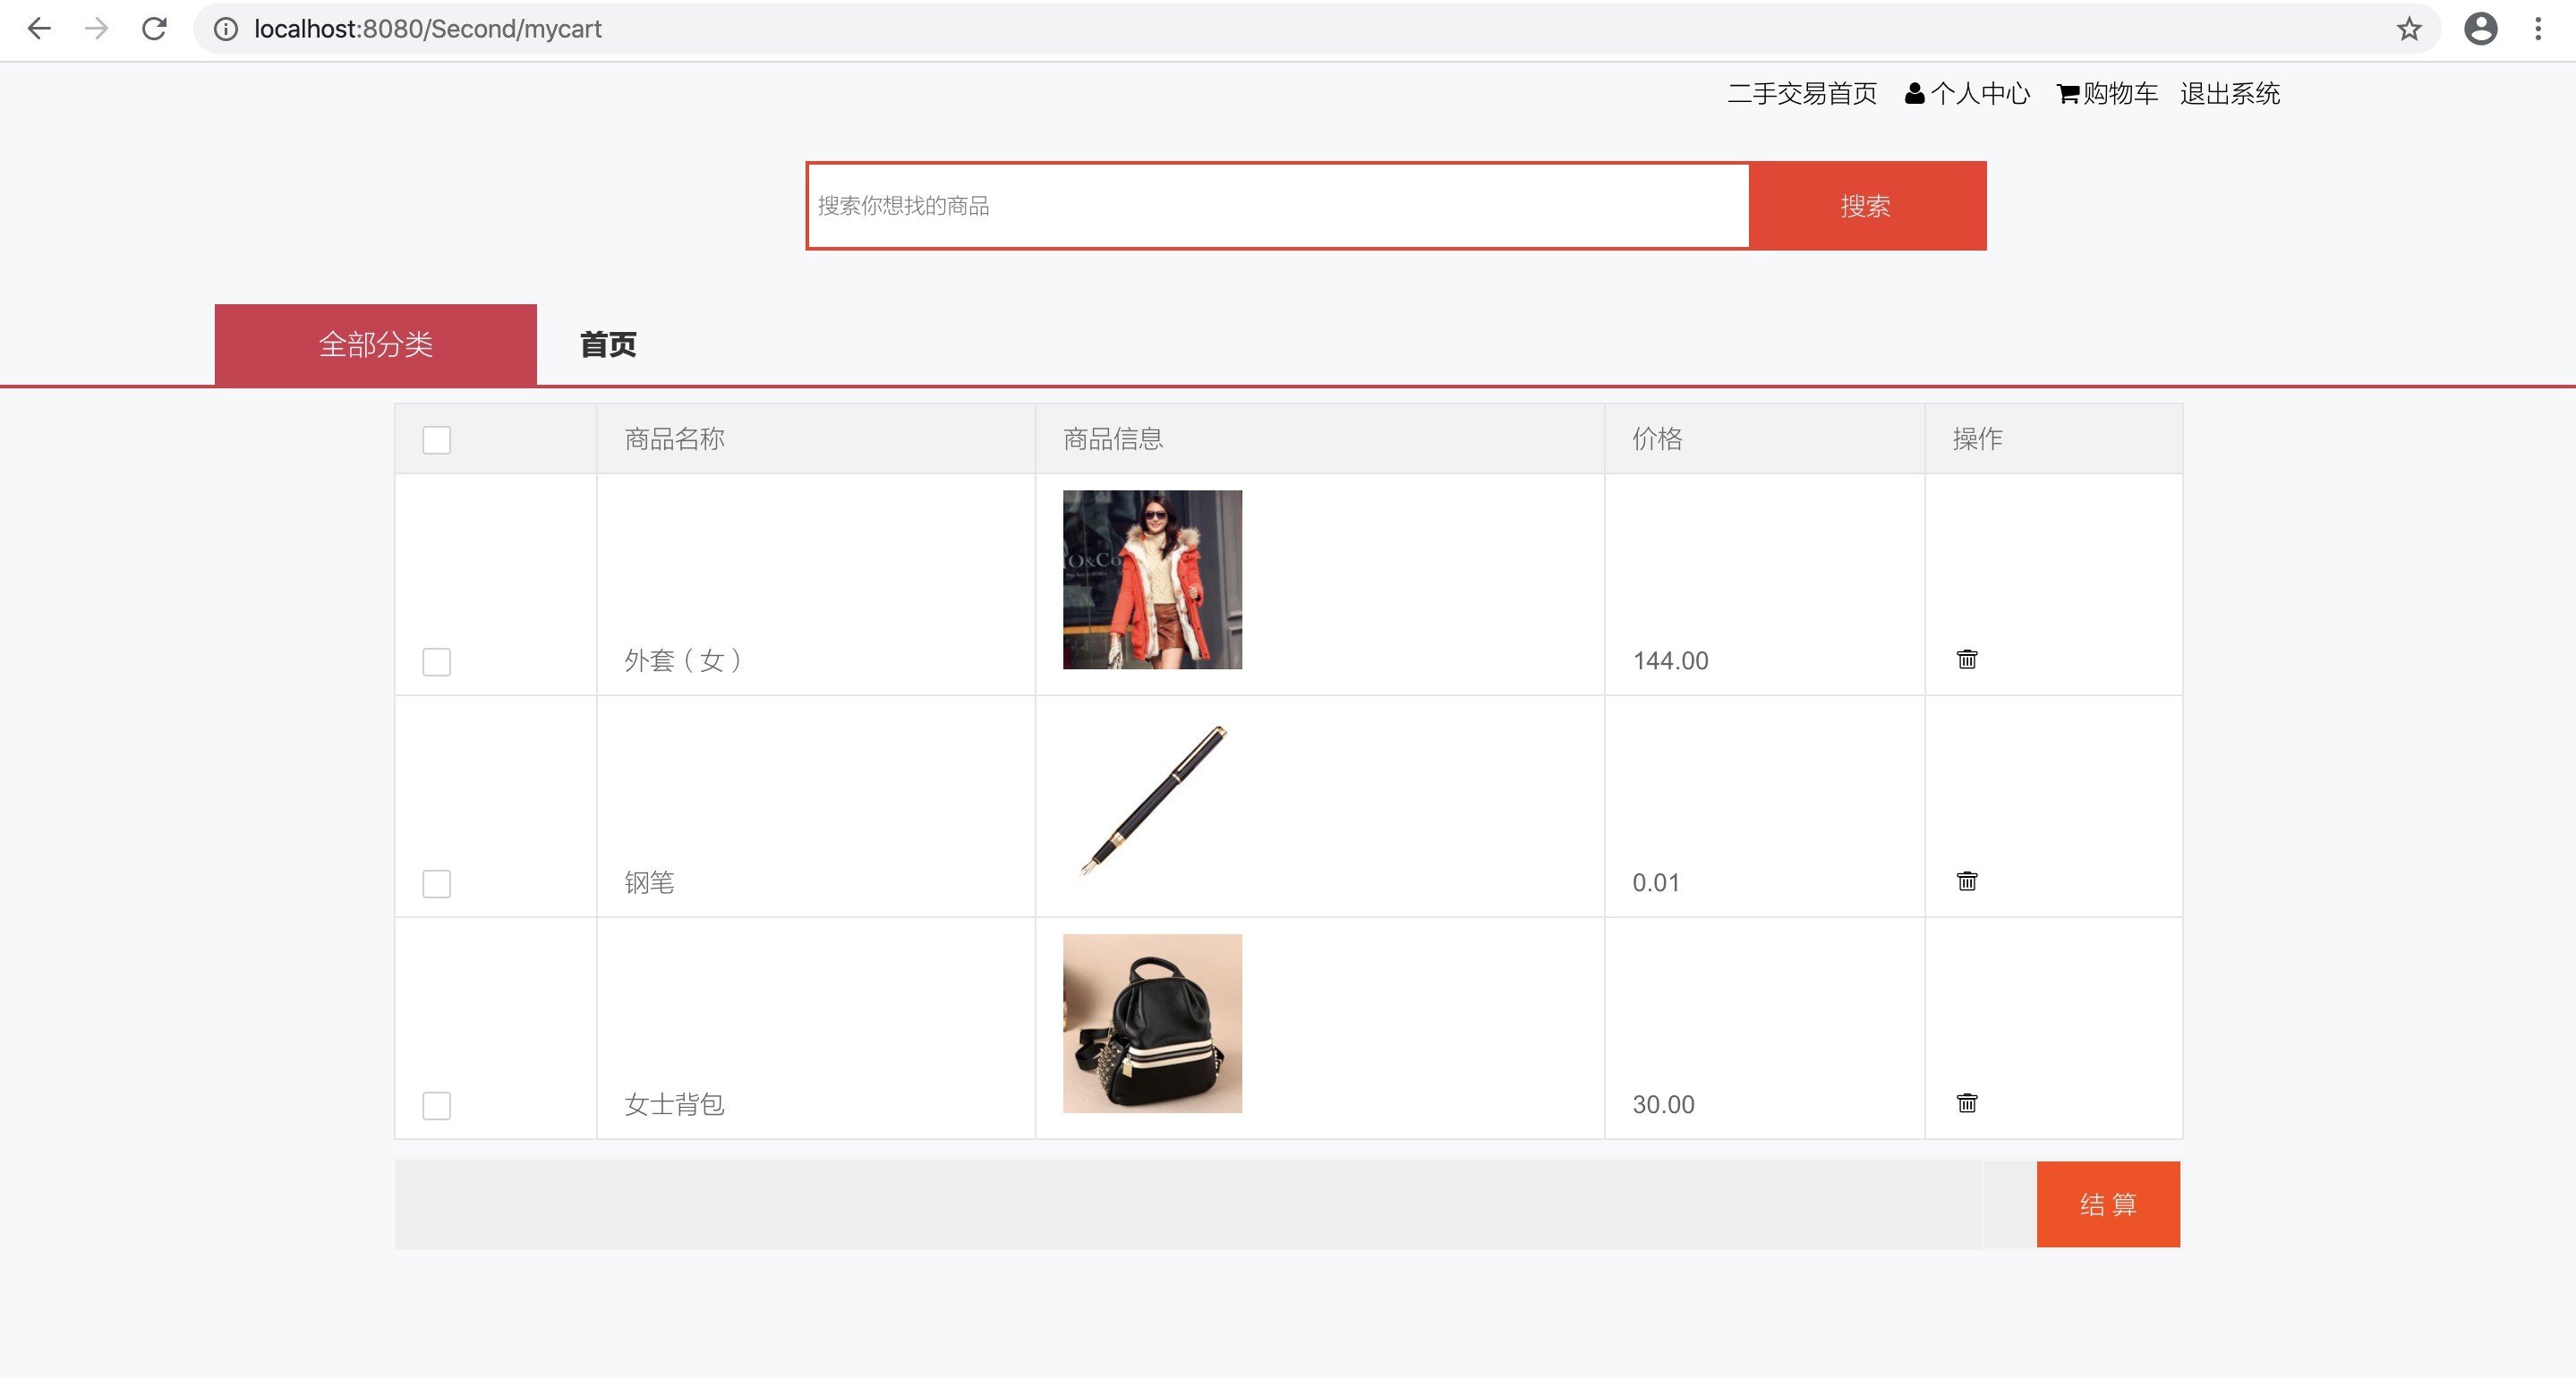 localhost:8080/Second/mycart
二手交易首页 个人中心 购物车 退出系统
搜索你想找的商品 搜索
全部分类 首页
商品名称 商品信息 价格 操作
O&Co
外套（女） 144.00
钢笔 0.01
女士背包 30.00
结 算